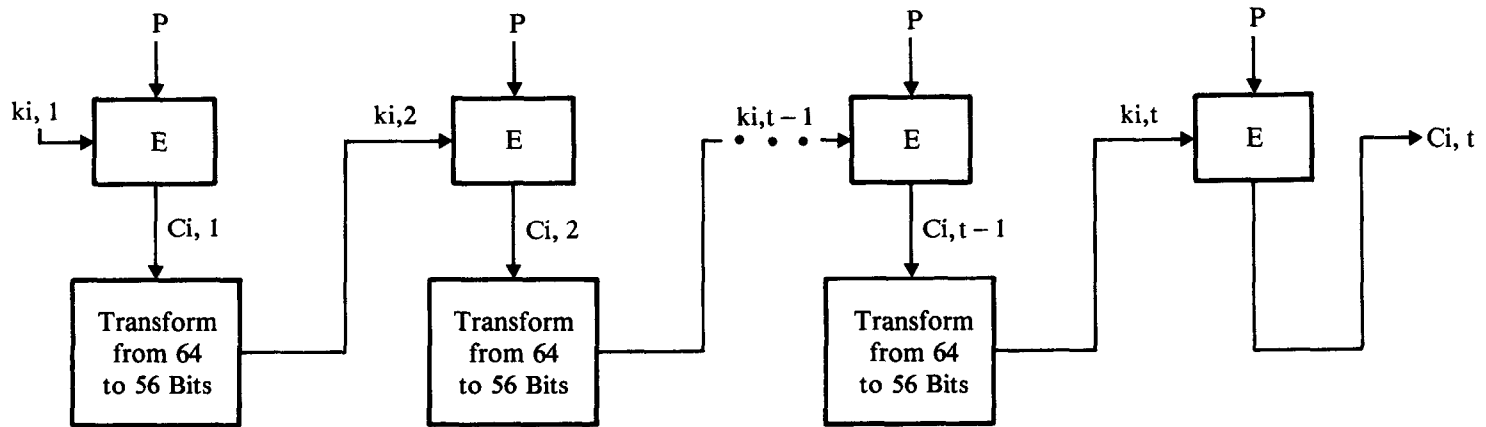 P
P
P
P
ki, 1
E
ki,2
E
ki,t − 1
E
ki,t
E
Ci, t
Ci, 1
Ci, 2
Ci, t − 1
Transform
from 64
to 56 Bits
Transform
from 64
to 56 Bits
Transform
from 64
to 56 Bits